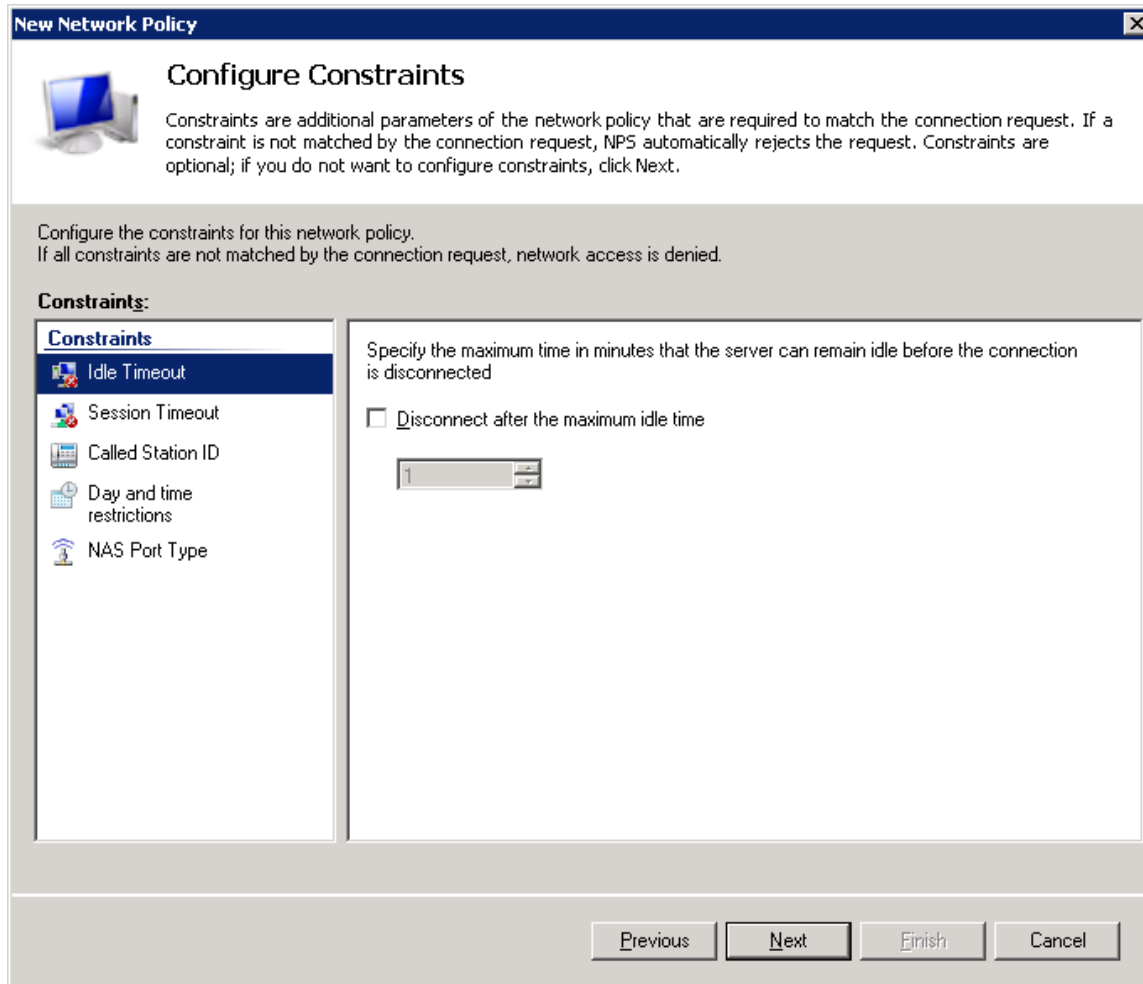 New Network Policy
Configure Constraints
Constraints are additional parameters of the network policy that are required to match the connection request. If a
constraint is not matched by the connection request, NPS automatically rejects the request. Constraints are
optional; if you do not want to configure constraints, click Next.
Configure the constraints for this network policy.
If all constraints are not matched by the connection request, network access is denied.
Constraints:
Constraints
Idle Timeout
Session Timeout
Called Station ID
Day and time
restrictions
NAS Port Type
Specify the maximum time in minutes that the server can remain idle before the connection
is disconnected
Disconnect after the maximum idle time
1
Previous
Next
Finish
Cancel